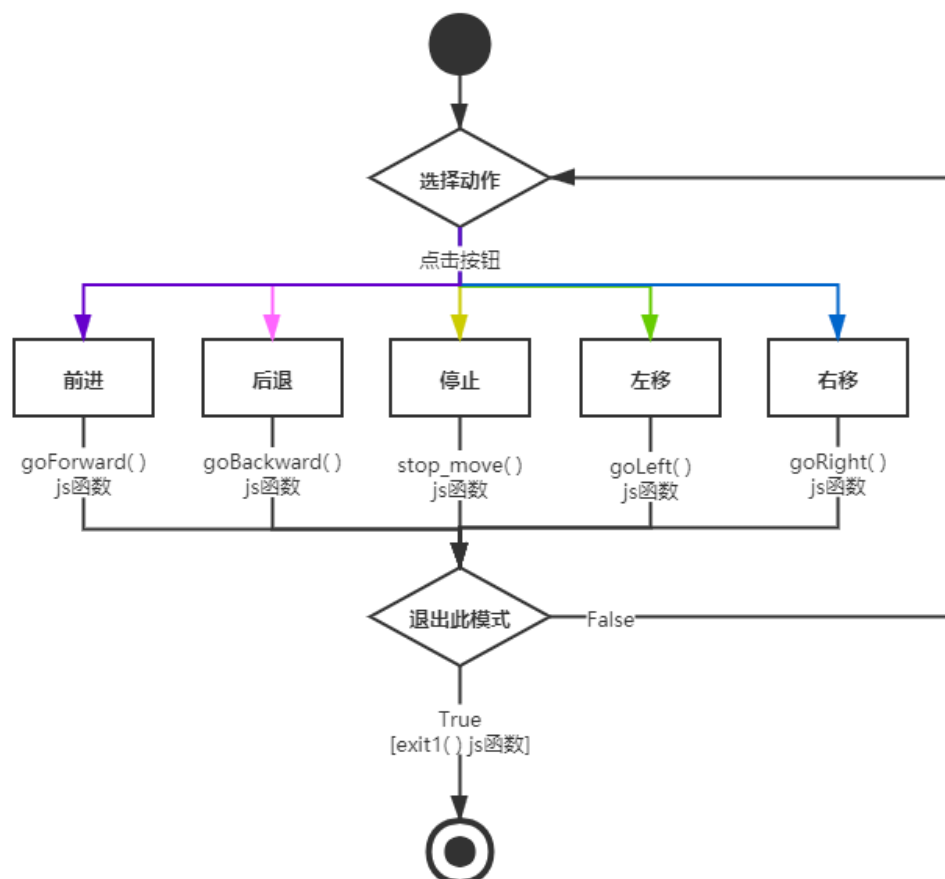 选择动作
点击按钮
前进
后退
停止
左移
右移
goForward( )
js函数
goBackward( )
js函数
stop_move( )
js函数
goLeft( )
js函数
goRight( )
js函数
退出此模式
False
True
[exit1( ) js函数]